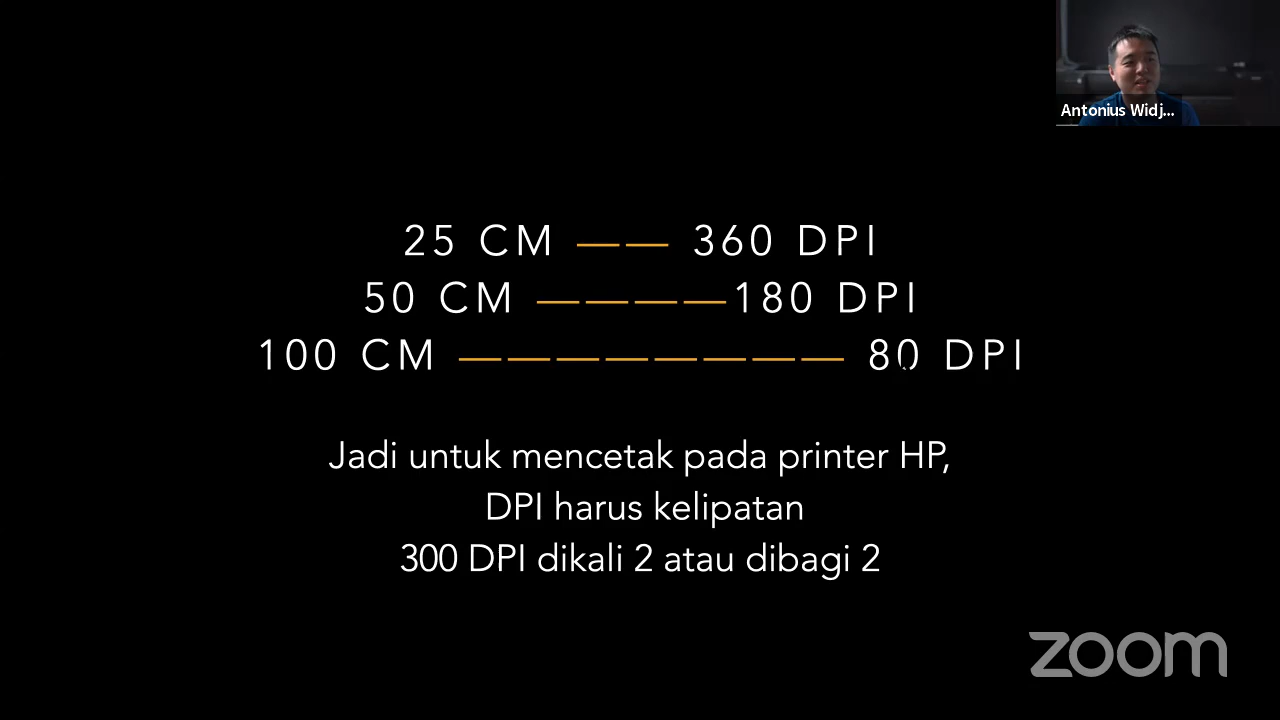 Antonius Widj...
25 CM —— 360 DPI
50 CM ————180 DPI
100 CM ———————— 80 DPI
Jadi untuk mencetak pada printer HP,
DPI harus kelipatan
300 DPI dikali 2 atau dibagi 2
zoom